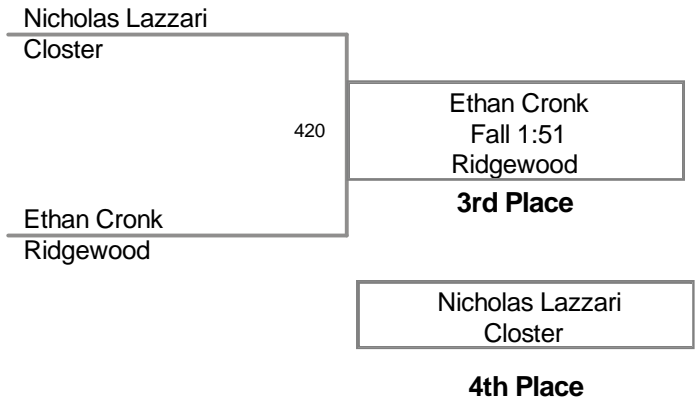 Nicholas Lazzari
Closter
420
Ethan Cronk
Fall 1:51
Ridgewood
3rd Place
Ethan Cronk
Ridgewood
Nicholas Lazzari
Closter
4th Place